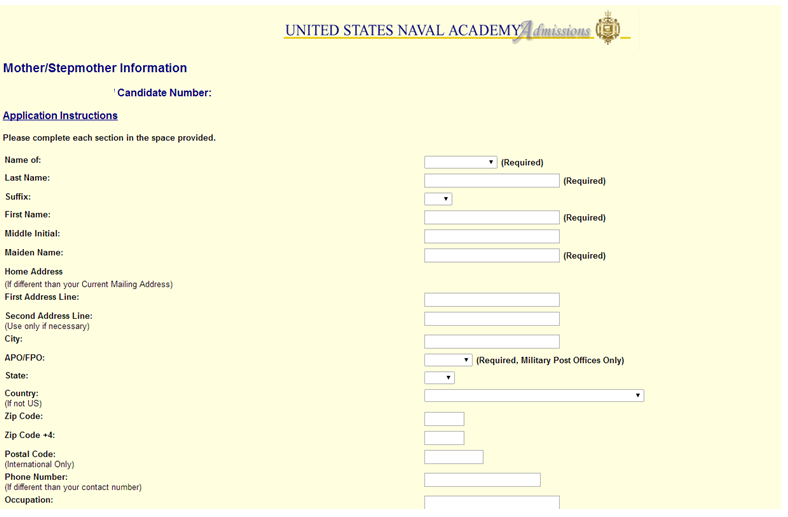 UNITED STATES NAVAL ACADEMY Admissions
Mother/Stepmother Information
Candidate Number:
Application Instructions
Please complete each section in the space provided.
Name of: (Required)
Last Name: (Required)
Suffix:
First Name: (Required)
Middle Initial:
Maiden Name: (Required)
Home Address
(If different than your Current Mailing Address)
First Address Line:
Second Address Line:
(Use only if necessary)
City:
APO/FPO: (Required, Military Post Offices Only)
State:
Country:
(If not US)
Zip Code:
Zip Code +4:
Postal Code:
(International Only)
Phone Number:
(If different than your contact number)
Occupation: